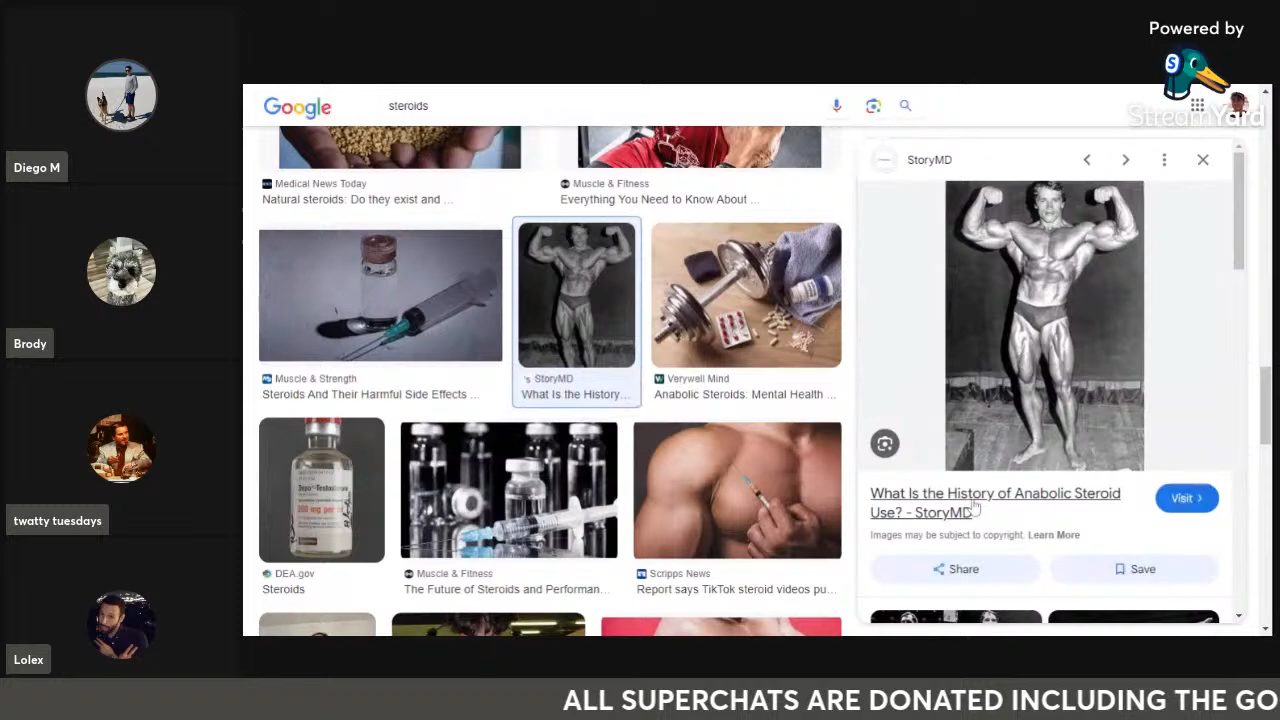 Powered by
StreamYard
Diego M
Brody
twatty tuesdays
Lolex
Google
steroids
Medical News Today
Natural steroids: Do they exist and ...
Muscle & Fitness
Everything You Need to Know About ...
Muscle & Strength
Steroids And Their Harmful Side Effects ...
StoryMD
What Is the History...
Verywell Mind
Anabolic Steroids: Mental Health ...
DEA.gov
Steroids
Muscle & Fitness
The Future of Steroids and Performan...
Scripps News
Report says TikTok steroid videos pu...
StoryMD
What Is the History of Anabolic Steroid
Use? - StoryMD
Visit
Images may be subject to copyright. Learn More
Share
Save
ALL SUPERCHATS ARE DONATED INCLUDING THE GO